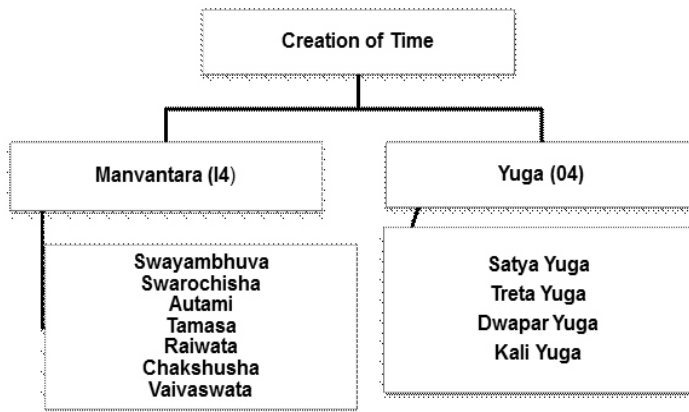 Creation of Time
Manvantara (I4)
Yuga (04)
Swayambhuva
Swarochisha
Autami
Tamasa
Raiwata
Chakshusha
Vaivaswata
Satya Yuga
Treta Yuga
Dwapar Yuga
Kali Yuga